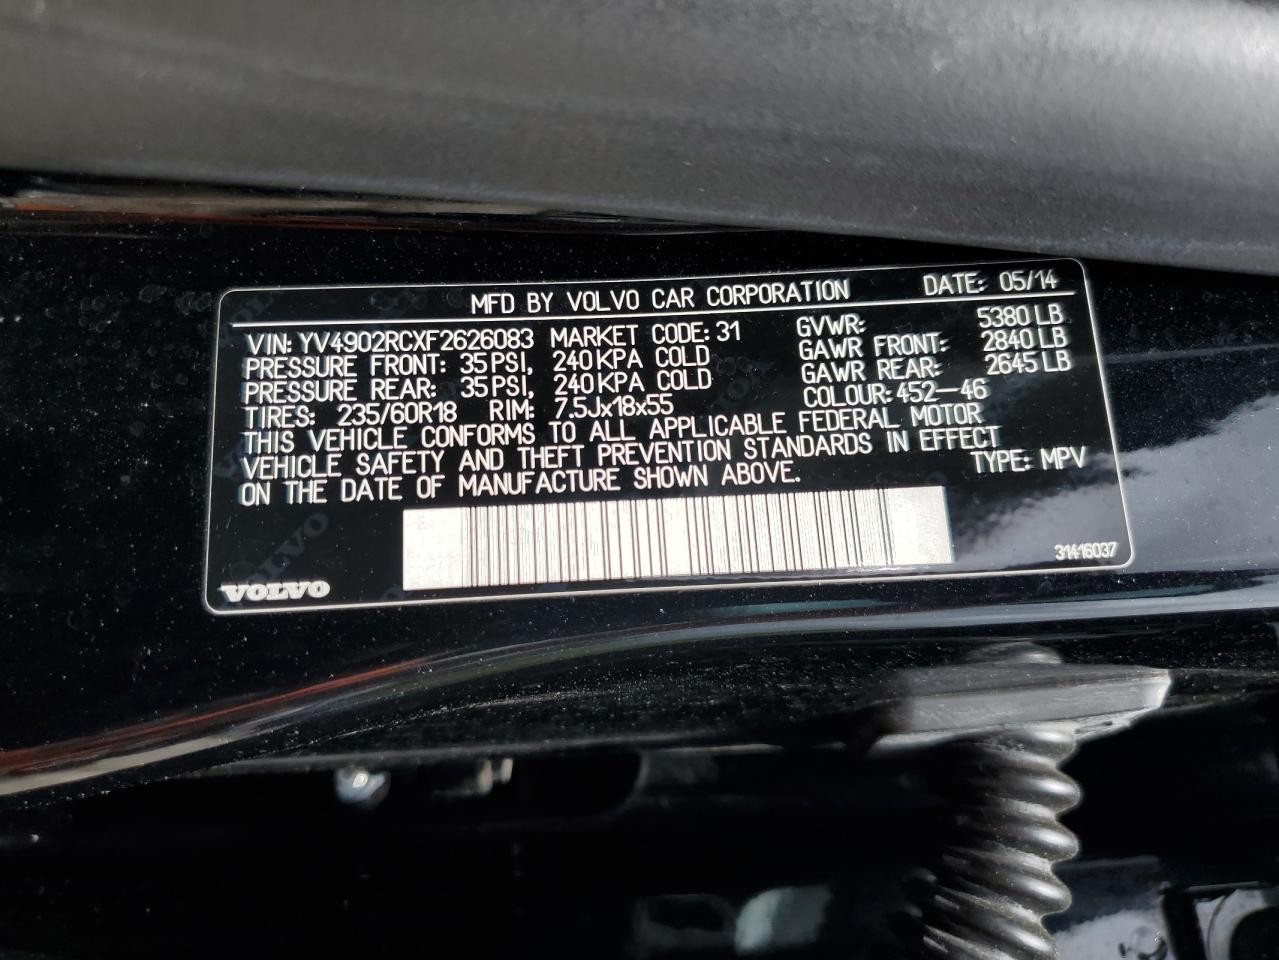 MFD BY VOLVO CAR CORPORATION DATE: 05/14
VIN: YV4902RCXF2626083 MARKET CODE: 31 GVWR: 5380 LB
PRESSURE FRONT: 35 PSI, 240 KPA COLD GAWR FRONT: 2840 LB
PRESSURE REAR: 35 PSI, 240 KPA COLD GAWR REAR: 2645 LB
TIRES: 235/60R18 RIM: 7.5Jx18x55 COLOUR: 452-46
THIS VEHICLE CONFORMS TO ALL APPLICABLE FEDERAL MOTOR
VEHICLE SAFETY AND THEFT PREVENTION STANDARDS IN EFFECT
ON THE DATE OF MANUFACTURE SHOWN ABOVE. TYPE: MPV
31416037
VOLVO